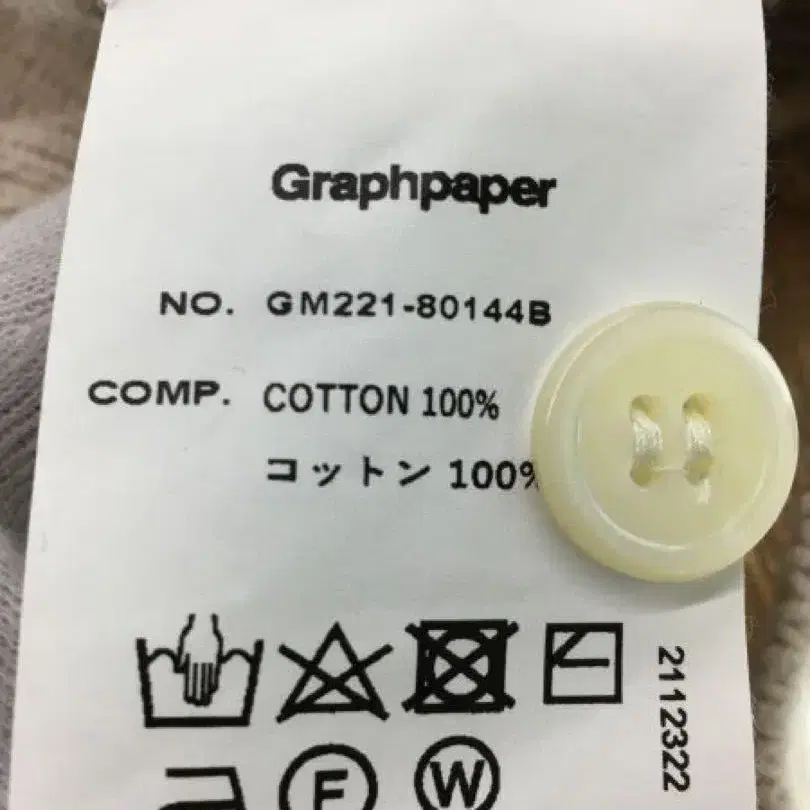 Graphpaper
NO. GM221-80144B
COMP. COTTON 100%
コットン 100%
2112322
F
W